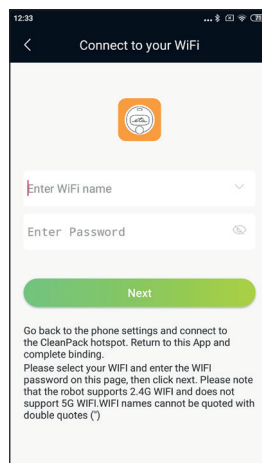 12:33
Connect to your WiFi
eta
Enter WiFi name
Enter Password
Next
Go back to the phone settings and connect to
the CleanPack hotspot. Return to this App and
complete binding.
Please select your WIFI and enter the WIFI
password on this page, then click next. Please note
that the robot supports 2.4G WIFI and does not
support 5G WIFI.WIFI names cannot be quoted with
double quotes (")